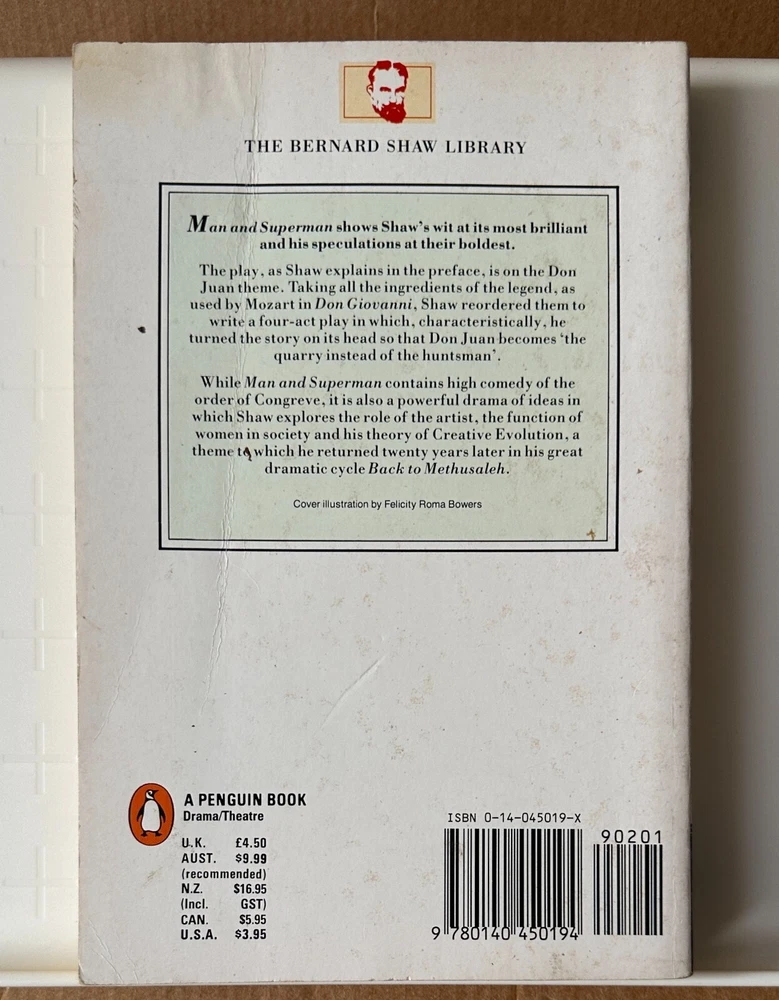 THE BERNARD SHAW LIBRARY
Man and Superman shows Shaw's wit at its most brilliant
and his speculations at their boldest.
The play, as Shaw explains in the preface, is on the Don
Juan theme. Taking all the ingredients of the legend, as
used by Mozart in Don Giovanni, Shaw reordered them to
write a four-act play in which, characteristically, he
turned the story on its head so that Don Juan becomes 'the
quarry instead of the huntsman'.
While Man and Superman contains high comedy of the
order of Congreve, it is also a powerful drama of ideas in
which Shaw explores the role of the artist, the function of
women in society and his theory of Creative Evolution, a
theme to which he returned twenty years later in his great
dramatic cycle Back to Methusaleh.
Cover illustration by Felicity Roma Bowers
A PENGUIN BOOK
Drama/Theatre
U.K. £4.50
AUST. $9.99
(recommended)
N.Z. $16.95
(Incl. GST)
CAN. $5.95
U.S.A. $3.95
ISBN 0-14-045019-X
90201
9 780140 450194